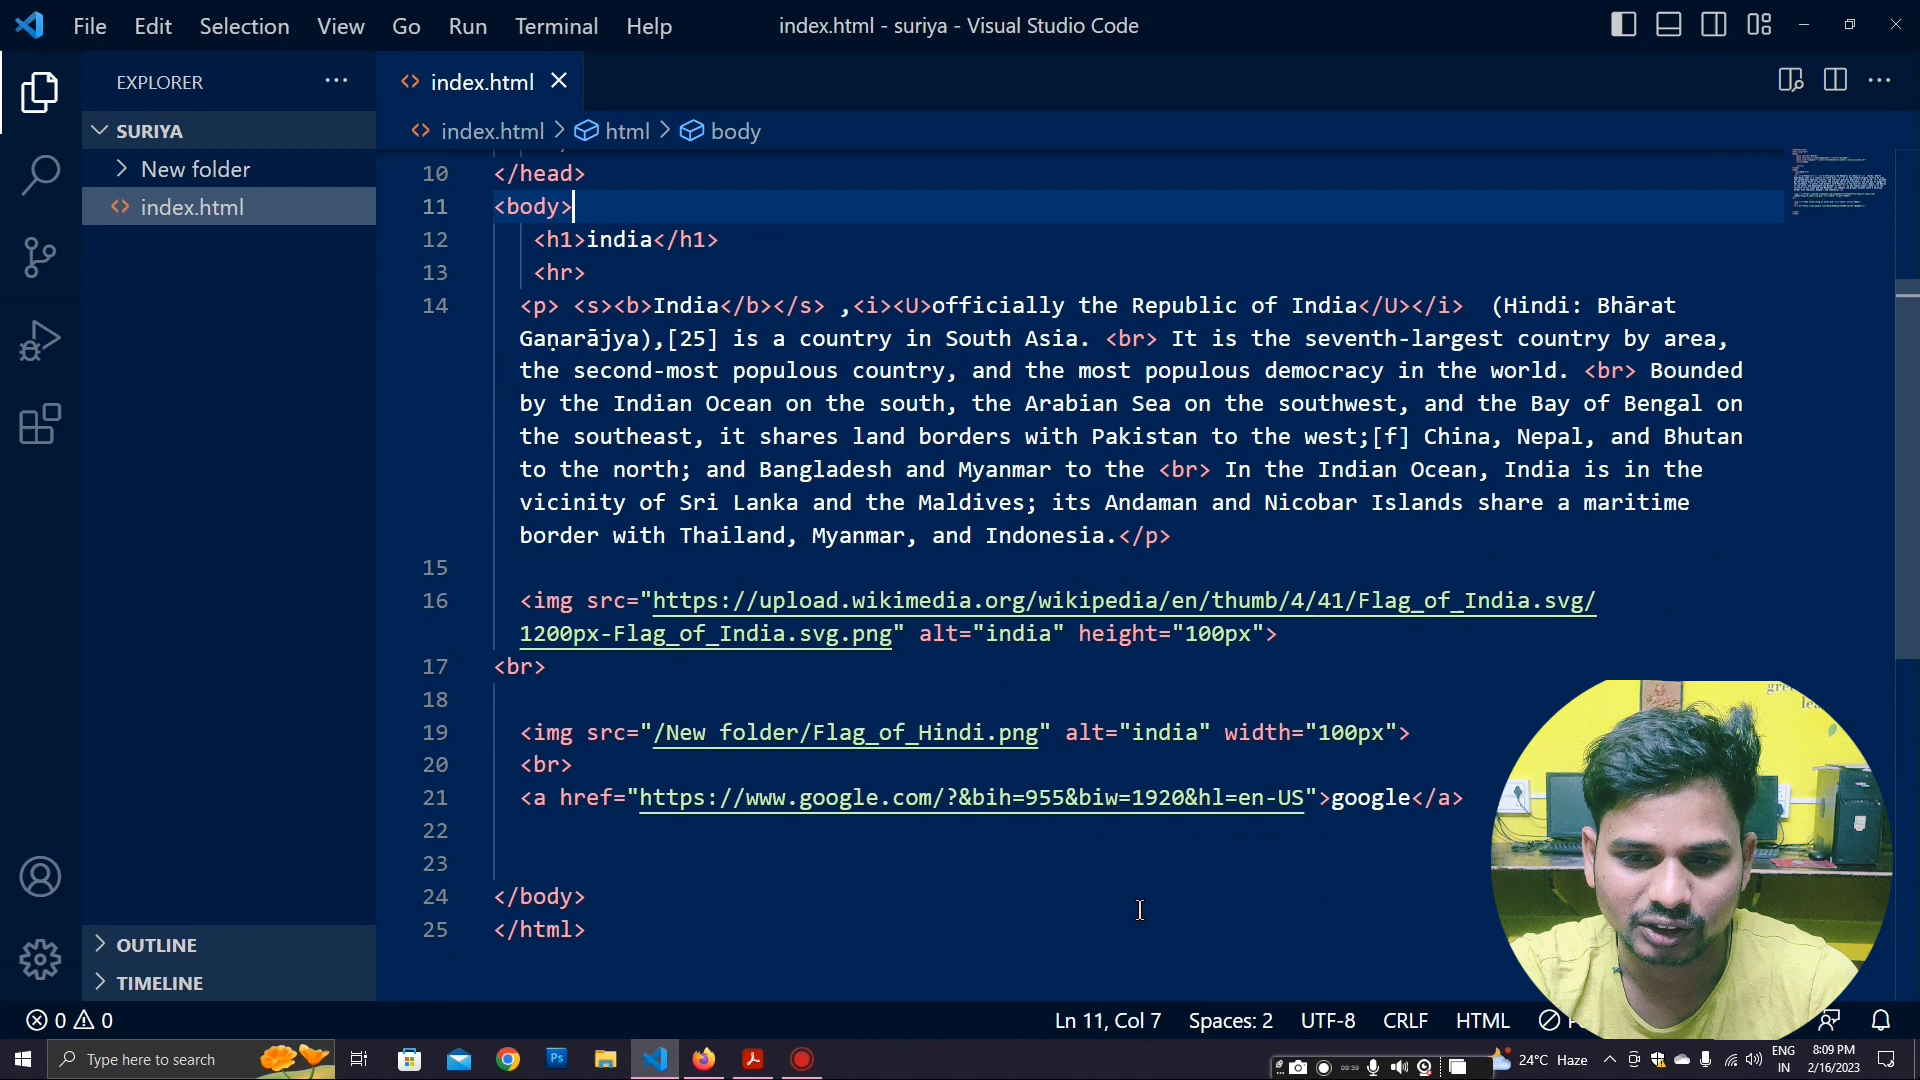 File Edit Selection View Go Run Terminal Help
index.html - suriya - Visual Studio Code
EXPLORER
SURIYA
New folder
index.html
OUTLINE
TIMELINE
index.html
index.html > html > body
10 </head>
11 <body>
12 <h1>india</h1>
13 <hr>
14 <p> <s><b>India</b></s> ,<i><U>officially the Republic of India</U></i>  (Hindi: Bhārat
Gaṇarājya),[25] is a country in South Asia. <br> It is the seventh-largest country by area,
the second-most populous country, and the most populous democracy in the world. <br> Bounded
by the Indian Ocean on the south, the Arabian Sea on the southwest, and the Bay of Bengal on
the southeast, it shares land borders with Pakistan to the west;[f] China, Nepal, and Bhutan
to the north; and Bangladesh and Myanmar to the <br> In the Indian Ocean, India is in the
vicinity of Sri Lanka and the Maldives; its Andaman and Nicobar Islands share a maritime
border with Thailand, Myanmar, and Indonesia.</p>
15
16 <img src="https://upload.wikimedia.org/wikipedia/en/thumb/4/41/Flag_of_India.svg/
1200px-Flag_of_India.svg.png" alt="india" height="100px">
17 <br>
18
19 <img src="/New folder/Flag_of_Hindi.png" alt="india" width="100px">
20 <br>
21 <a href="https://www.google.com/?&bih=955&biw=1920&hl=en-US">google</a>
22
23
24 </body>
25 </html>
0 0
Ln 11, Col 7 Spaces: 2 UTF-8 CRLF HTML
Type here to search
Ps
09:39
24°C Haze
ENG
IN
8:09 PM
2/16/2023